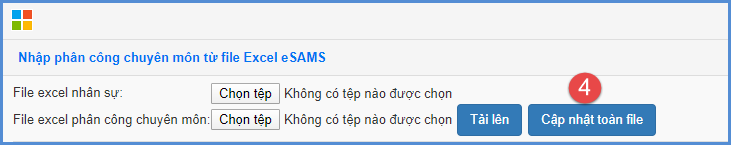 Nhập phân công chuyên môn từ file Excel eSAMS
4
File excel nhân sự: Chọn tệp Không có tệp nào được chọn
File excel phân công chuyên môn: Chọn tệp Không có tệp nào được chọn Tải lên Cập nhật toàn file